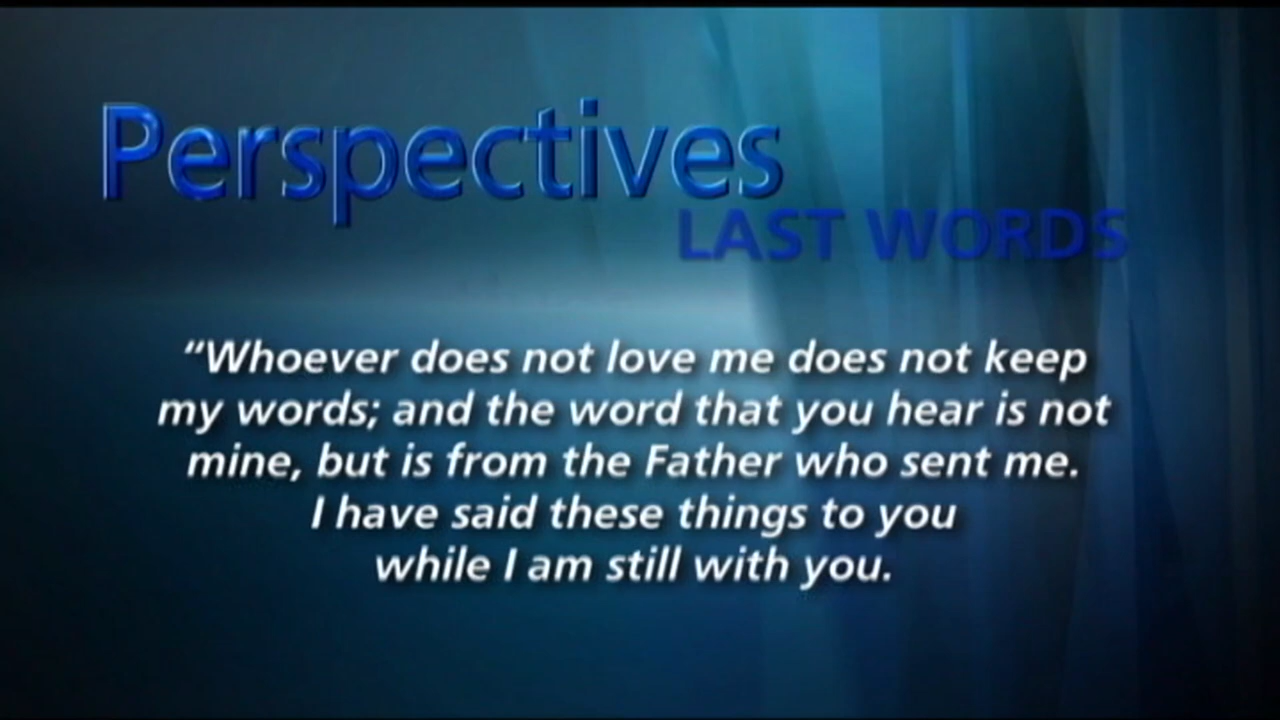 Perspectives
LAST WORDS
“Whoever does not love me does not keep
my words; and the word that you hear is not
mine, but is from the Father who sent me.
I have said these things to you
while I am still with you.